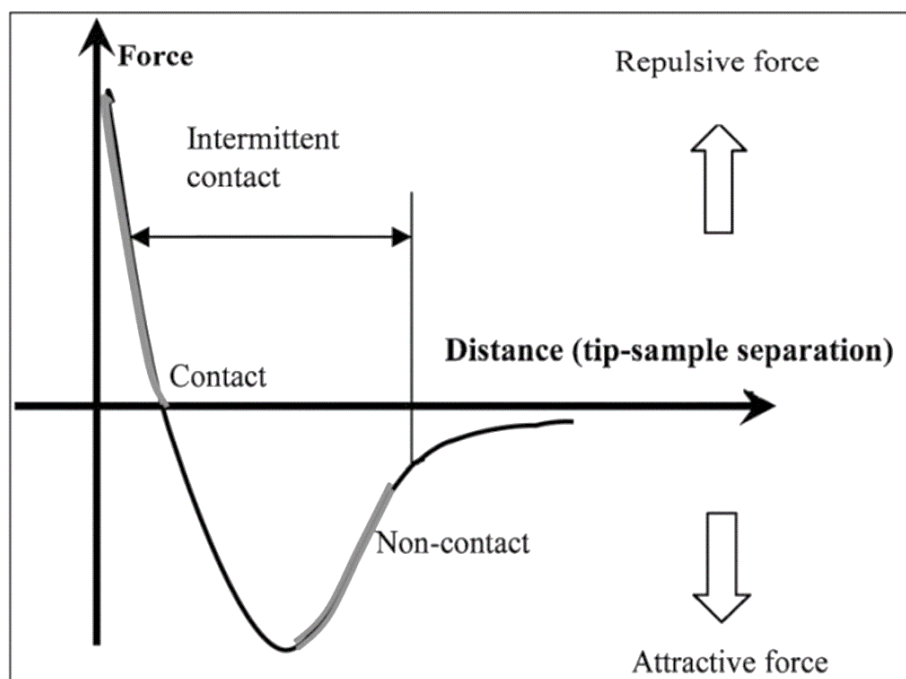 Force
Repulsive force
Intermittent
contact
Distance (tip-sample separation)
Contact
Non-contact
Attractive force